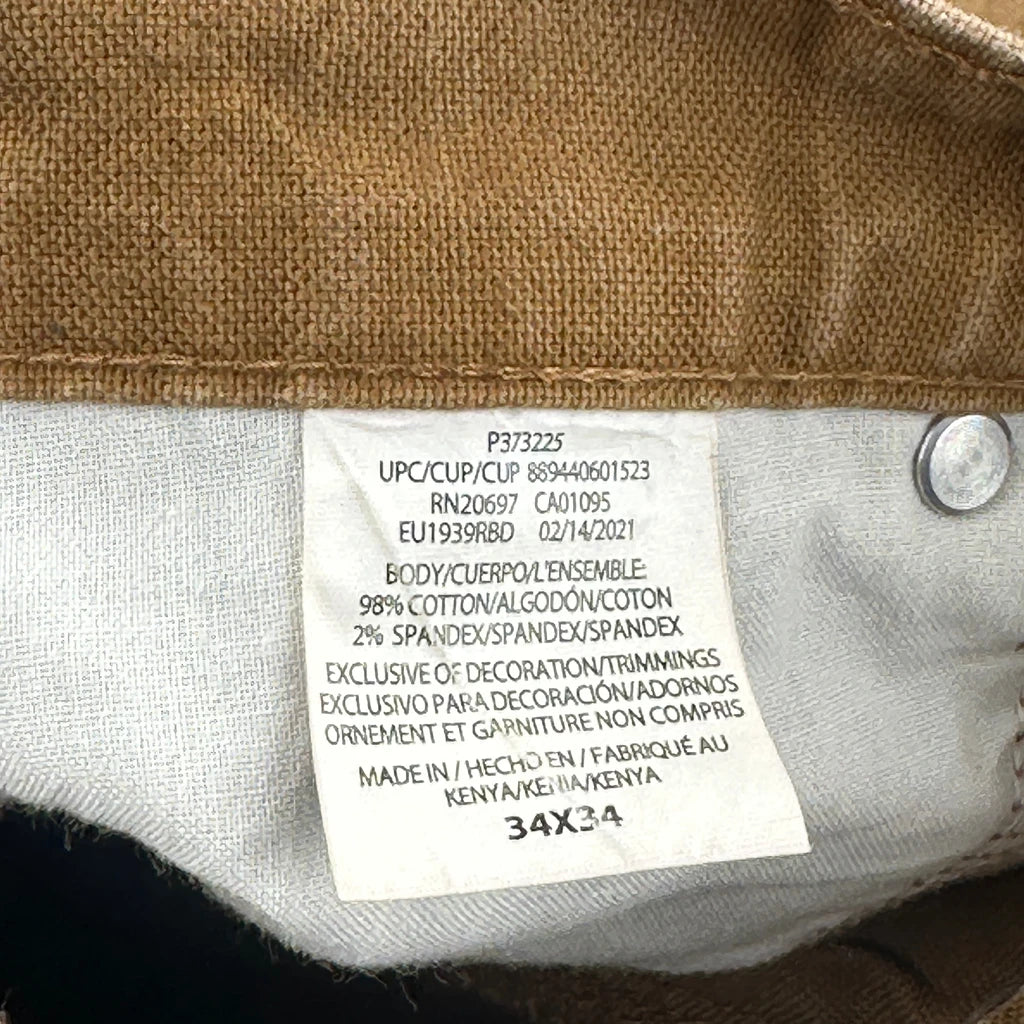 P373225
UPC/CUP/CUP 889440601523
RN20697 CA01095
EU1939RBD 02/14/2021
BODY/CUERPO/L'ENSEMBLE:
98% COTTON/ALGODÓN/COTON
2% SPANDEX/SPANDEX/SPANDEX
EXCLUSIVE OF DECORATION/TRIMMINGS
EXCLUSIVO PARA DECORACIÓN/ADORNOS
ORNEMENT ET GARNITURE NON COMPRIS
MADE IN / HECHO EN / FABRIQUÉ AU
KENYA/KENIA/KENYA
34X34